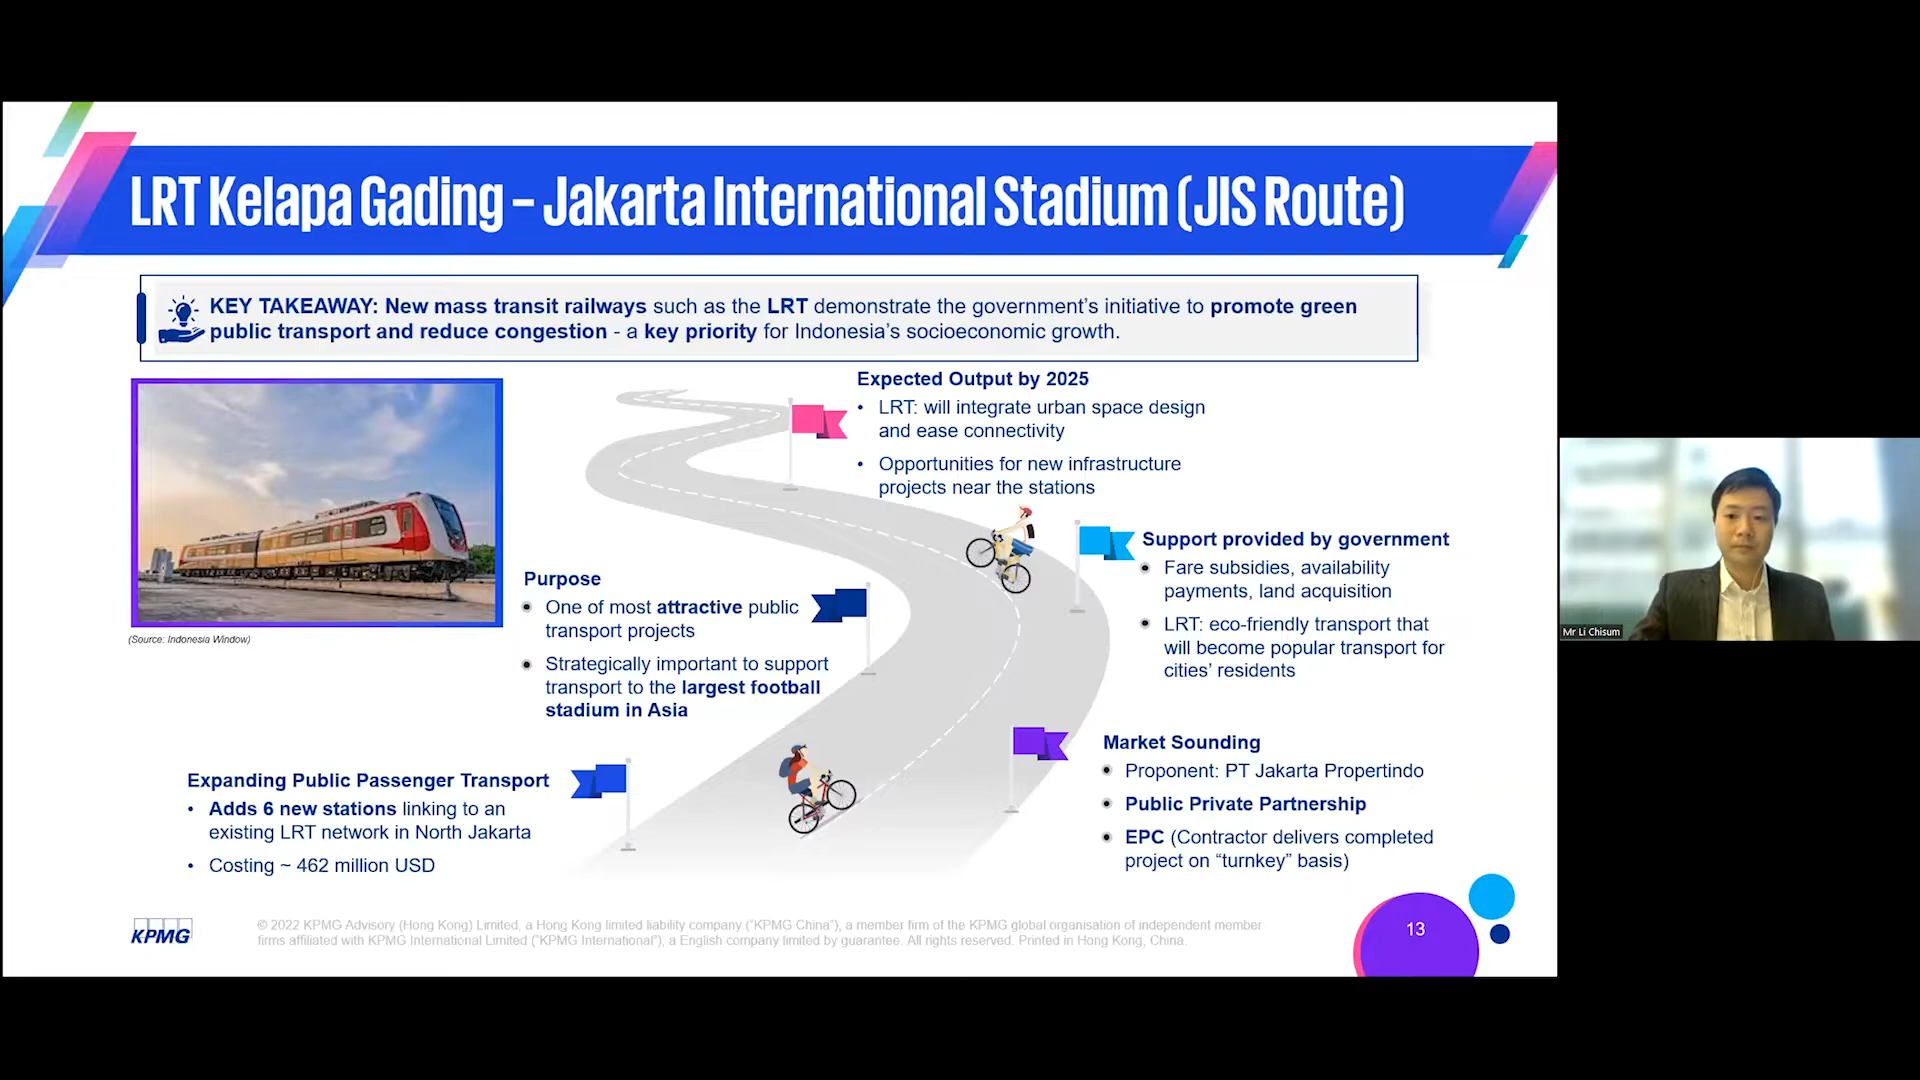 LRT Kelapa Gading – Jakarta International Stadium (JIS Route)
KEY TAKEAWAY: New mass transit railways such as the LRT demonstrate the government’s initiative to promote green
public transport and reduce congestion - a key priority for Indonesia’s socioeconomic growth.
(Source: Indonesia Window)
Expected Output by 2025
• LRT: will integrate urban space design
and ease connectivity
• Opportunities for new infrastructure
projects near the stations
Support provided by government
• Fare subsidies, availability
payments, land acquisition
• LRT: eco-friendly transport that
will become popular transport for
cities’ residents
Purpose
• One of most attractive public
transport projects
• Strategically important to support
transport to the largest football
stadium in Asia
Market Sounding
• Proponent: PT Jakarta Propertindo
• Public Private Partnership
• EPC (Contractor delivers completed
project on “turnkey” basis)
Expanding Public Passenger Transport
• Adds 6 new stations linking to an
existing LRT network in North Jakarta
• Costing ~ 462 million USD
KPMG
© 2022 KPMG Advisory (Hong Kong) Limited, a Hong Kong limited liability company (“KPMG China”), a member firm of the KPMG global organisation of independent member
firms affiliated with KPMG International Limited (“KPMG International”), a English company limited by guarantee. All rights reserved. Printed in Hong Kong, China.
13
Mr Li Chisum